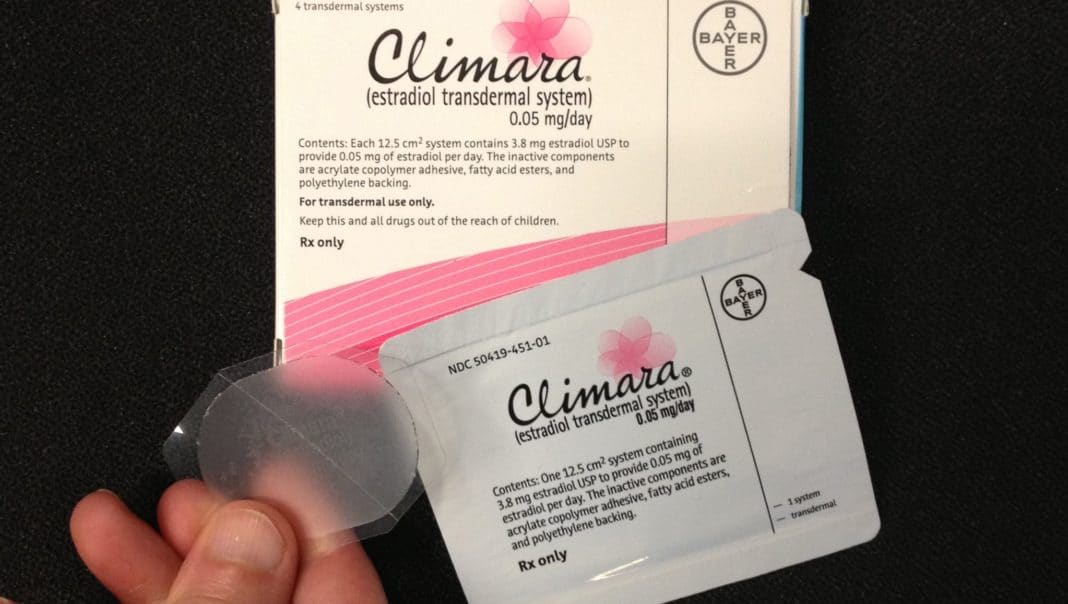 4 transdermal systems
Climara®
(estradiol transdermal system)
0.05 mg/day
Contents: Each 12.5 cm² system contains 3.8 mg estradiol USP to
provide 0.05 mg of estradiol per day. The inactive components
are acrylate copolymer adhesive, fatty acid esters, and
polyethylene backing.
For transdermal use only.
Keep this and all drugs out of the reach of children.
Rx only
BAYER
BAYER
NDC 50419-451-01
Climara®
(estradiol transdermal system)
0.05 mg/day
Contents: One 12.5 cm² system containing
3.8 mg estradiol USP to provide 0.05 mg of
estradiol per day. The inactive components are
acrylate copolymer adhesive, fatty acid esters,
and polyethylene backing.
Rx only
BAYER
BAYER
1 system
transdermal